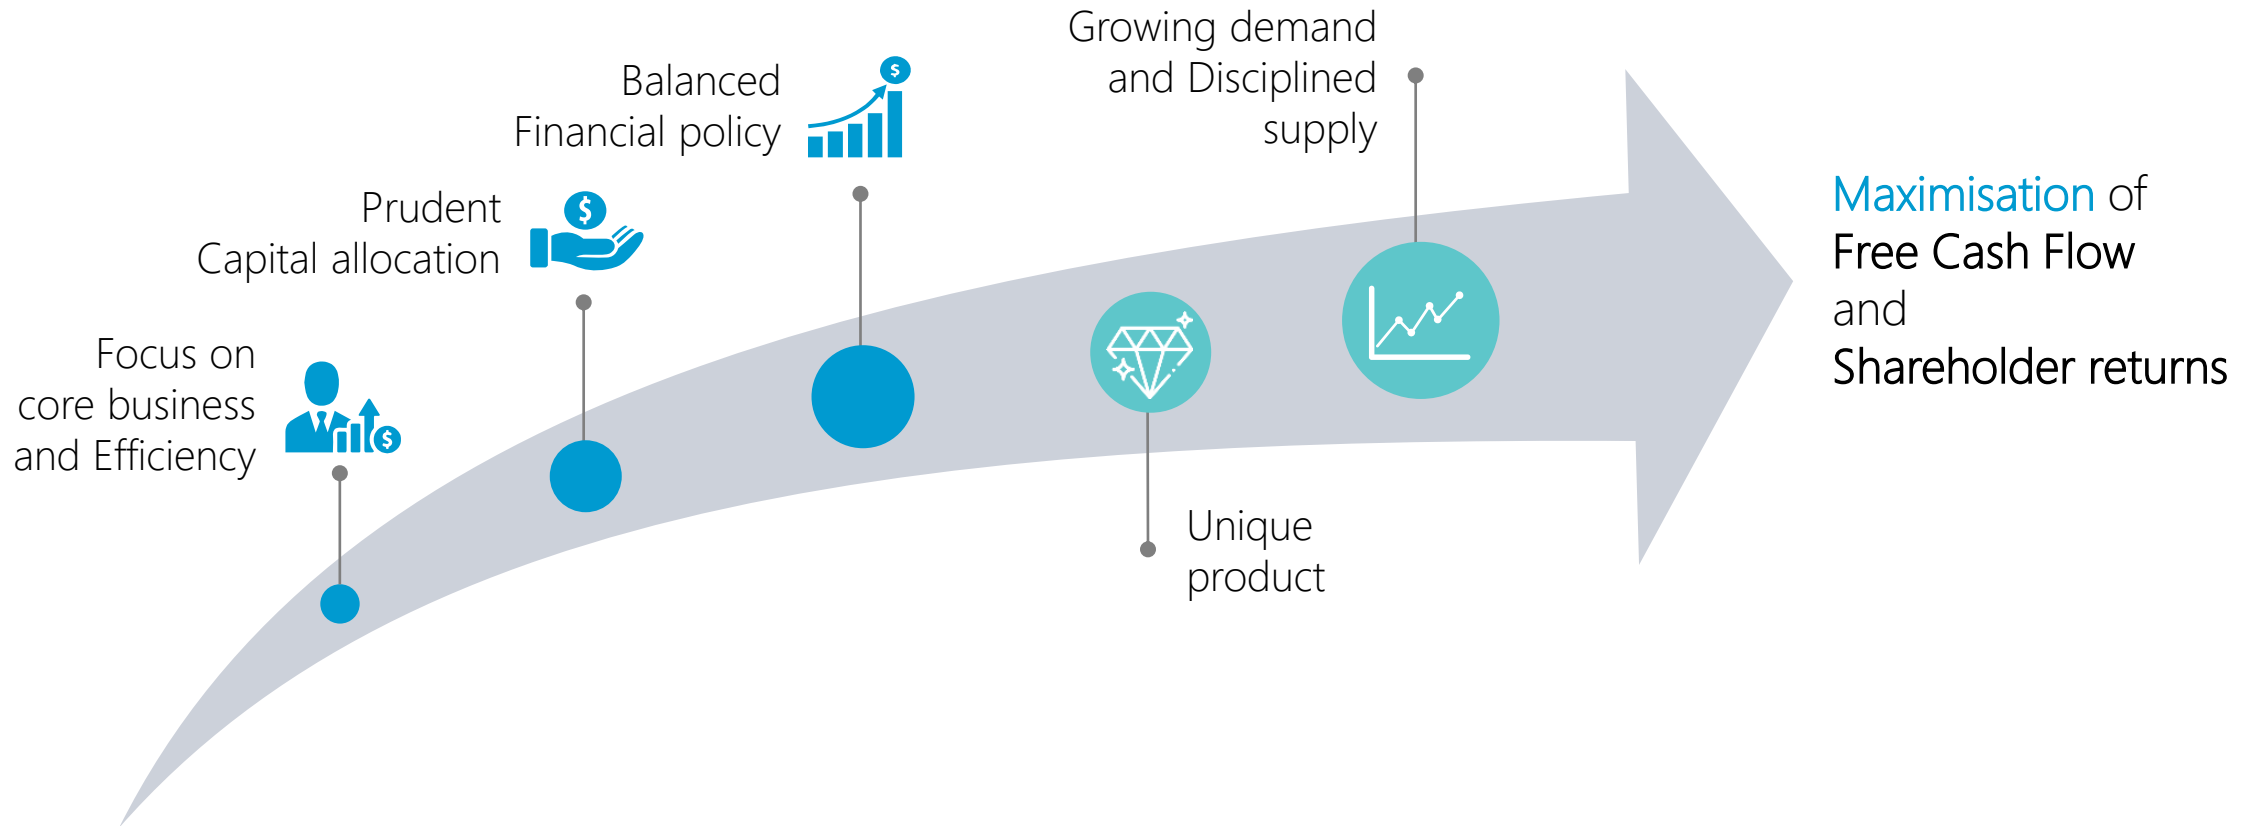 Focus on
core business
and Efficiency
$
Prudent
Capital allocation
$
Balanced
Financial policy
$
Unique
product
Growing demand
and Disciplined
supply
Maximisation of
Free Cash Flow
and
Shareholder returns